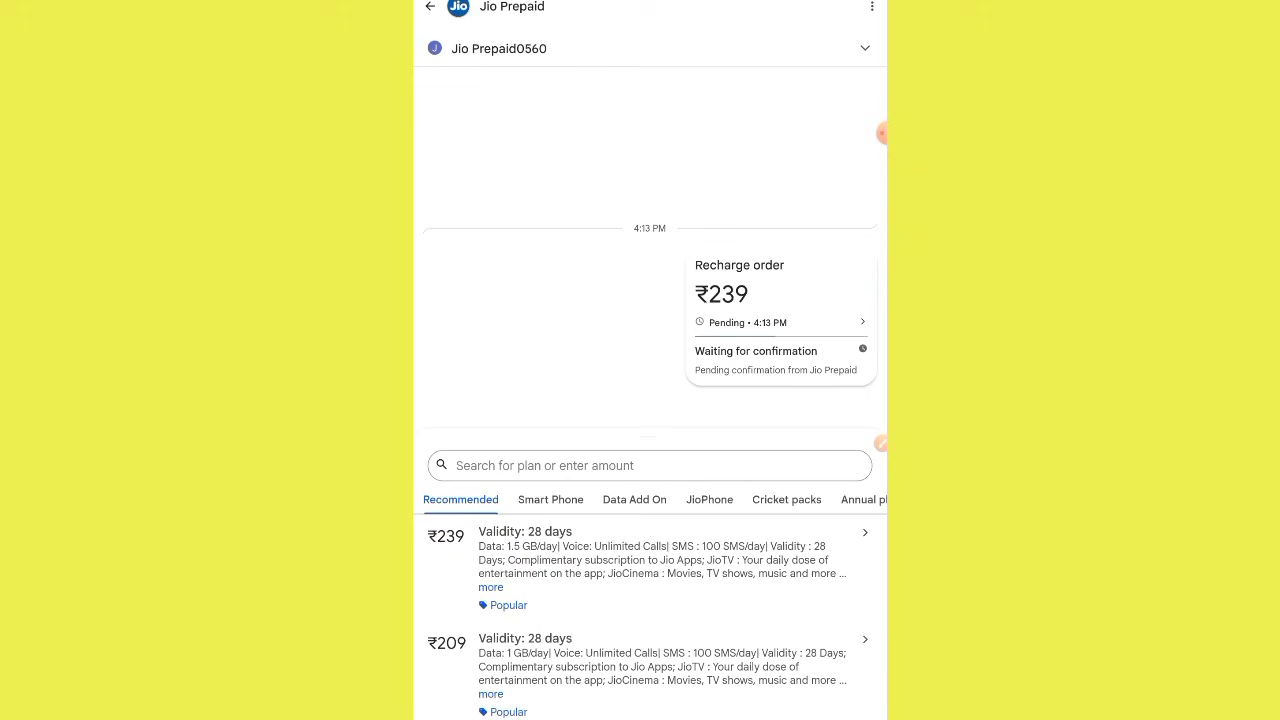 Jio Jio Prepaid
J Jio Prepaid0560
4:13 PM
Recharge order
₹239
Pending • 4:13 PM
Waiting for confirmation
Pending confirmation from Jio Prepaid
Search for plan or enter amount
Recommended Smart Phone Data Add On JioPhone Cricket packs Annual pl
₹239 Validity: 28 days
Data: 1.5 GB/day| Voice: Unlimited Calls| SMS : 100 SMS/day| Validity : 28
Days; Complimentary subscription to Jio Apps; JioTV : Your daily dose of
entertainment on the app; JioCinema : Movies, TV shows, music and more ...
more
Popular
₹209 Validity: 28 days
Data: 1 GB/day| Voice: Unlimited Calls| SMS : 100 SMS/day| Validity : 28 Days;
Complimentary subscription to Jio Apps; JioTV : Your daily dose of
entertainment on the app; JioCinema : Movies, TV shows, music and more ...
more
Popular